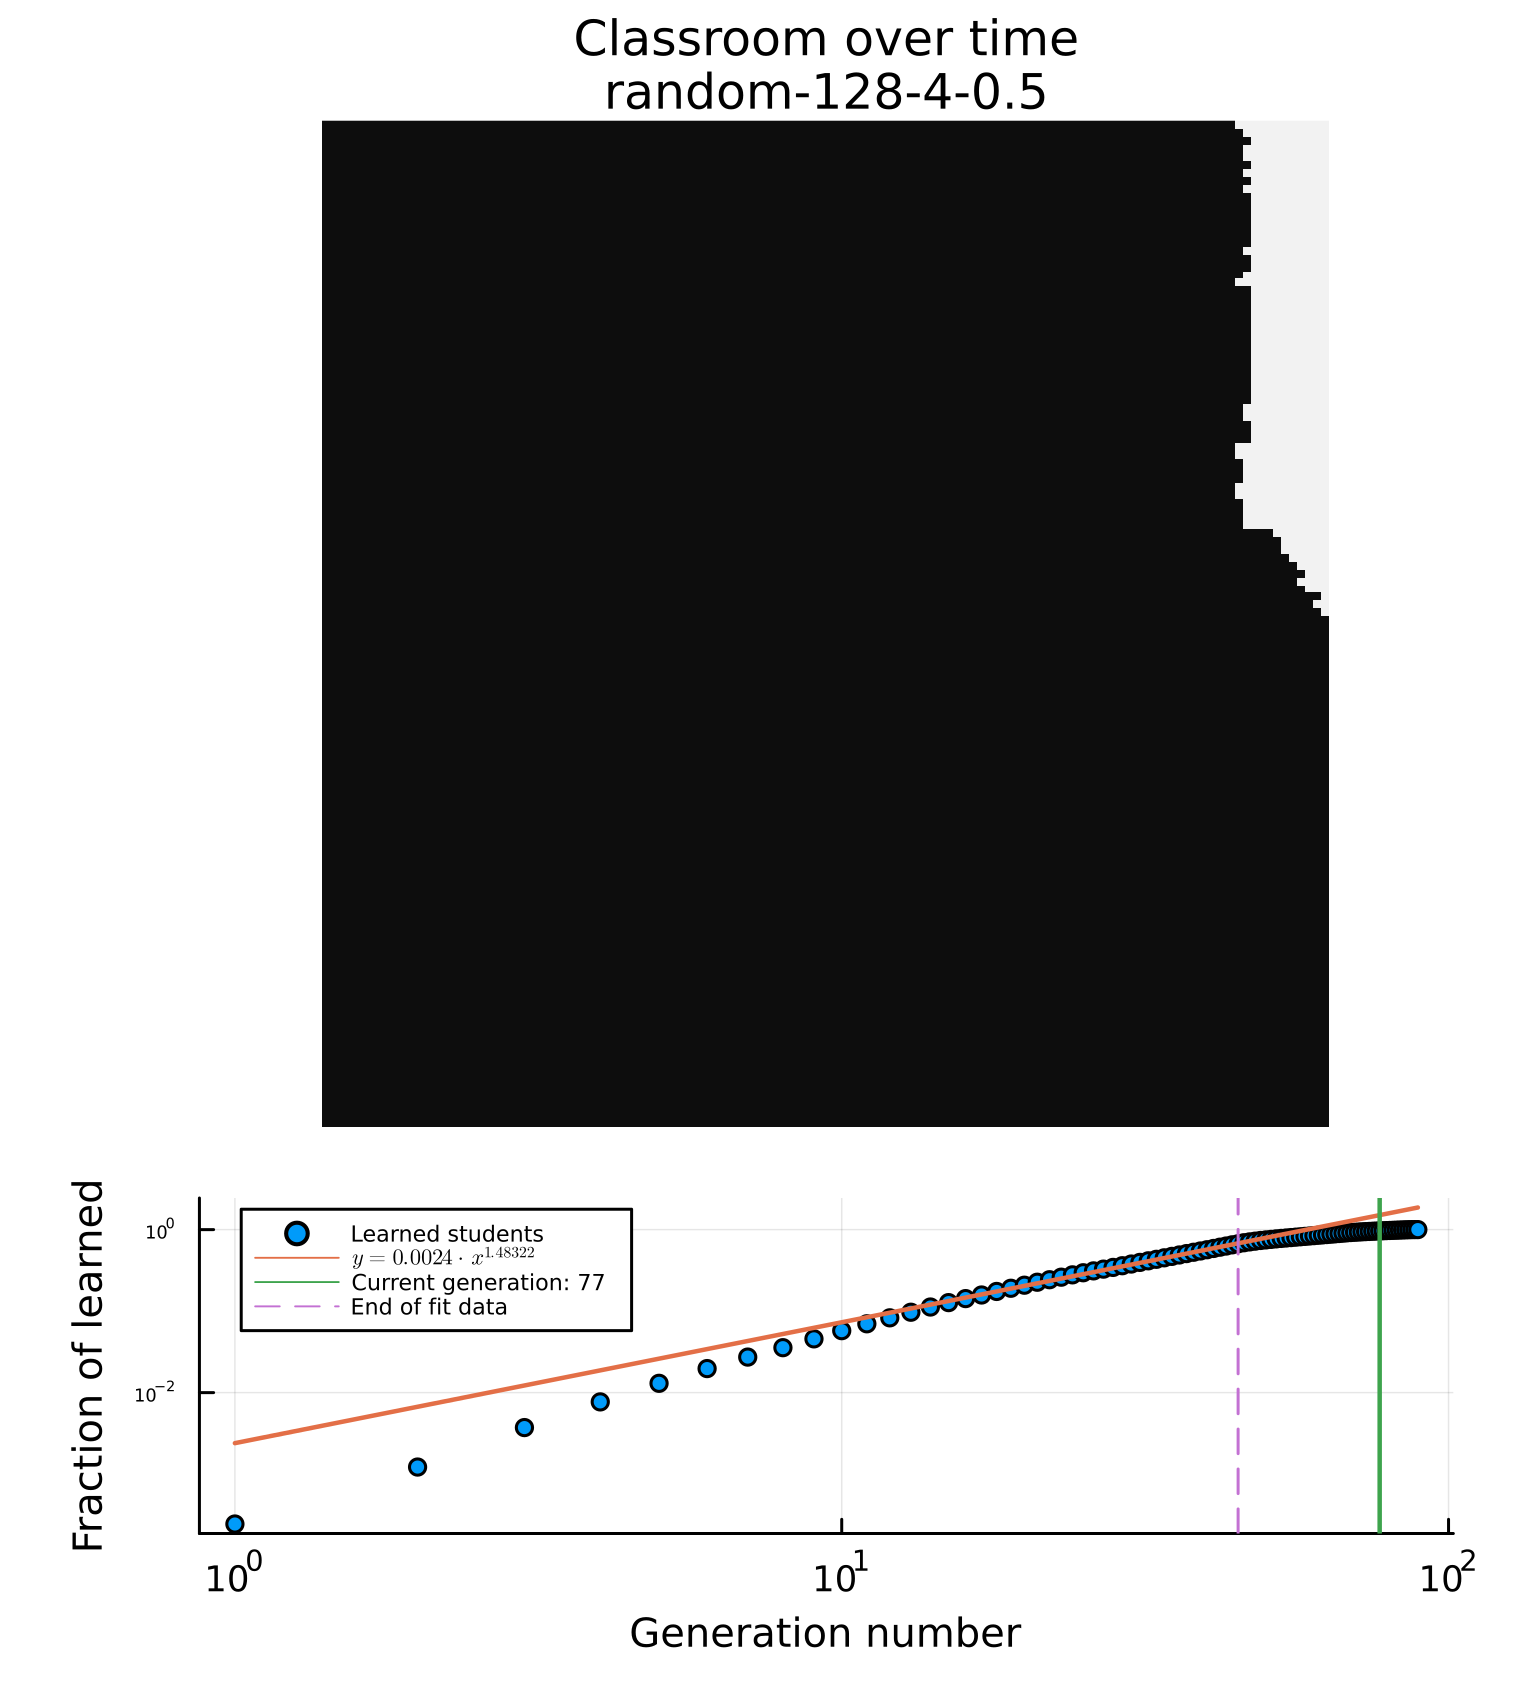 Classroom over time
random-128-4-0.5
Fraction of learned
10^0
10^−2
Learned students
y = 0.0024 · x^1.48322
Current generation: 77
End of fit data
10^0 10^1 10^2
Generation number